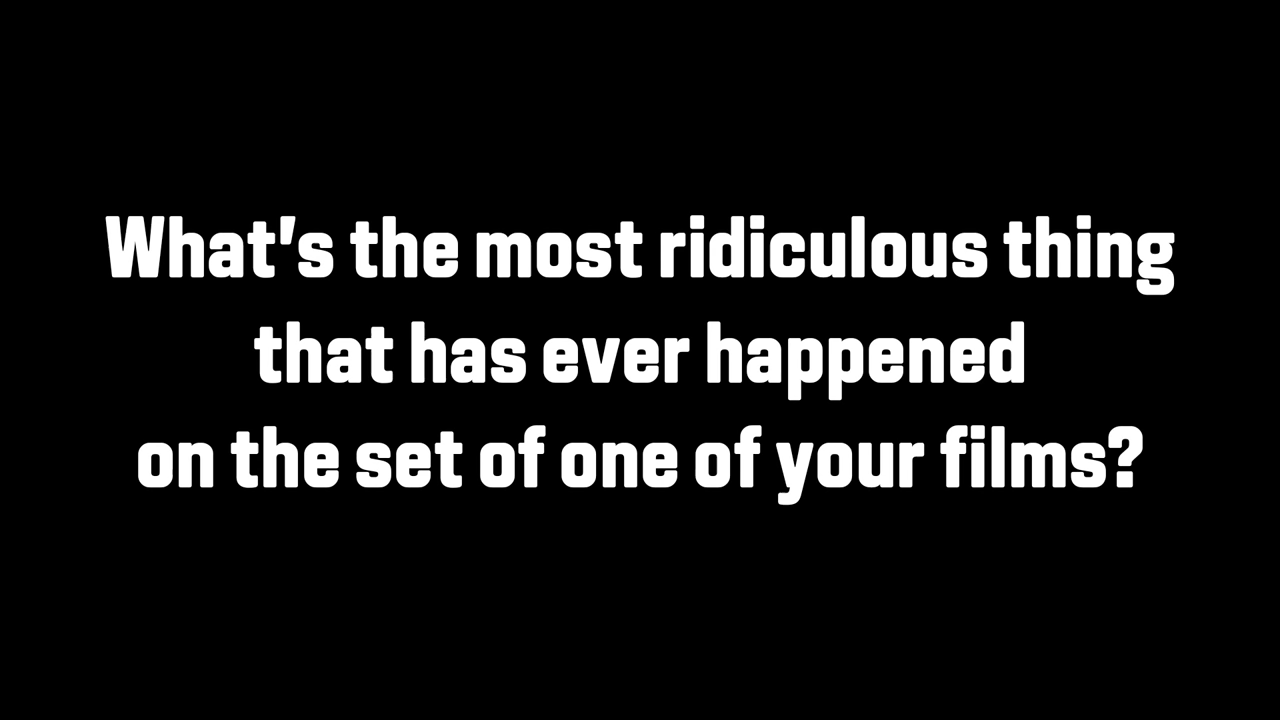 What's the most ridiculous thing
that has ever happened
on the set of one of your films?